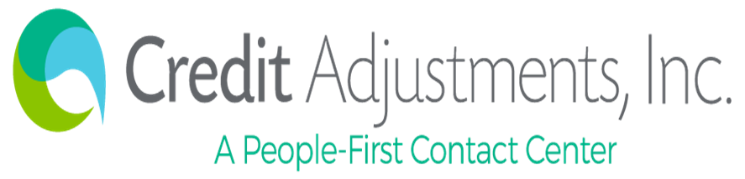 Credit Adjustments, Inc.
A People-First Contact Center